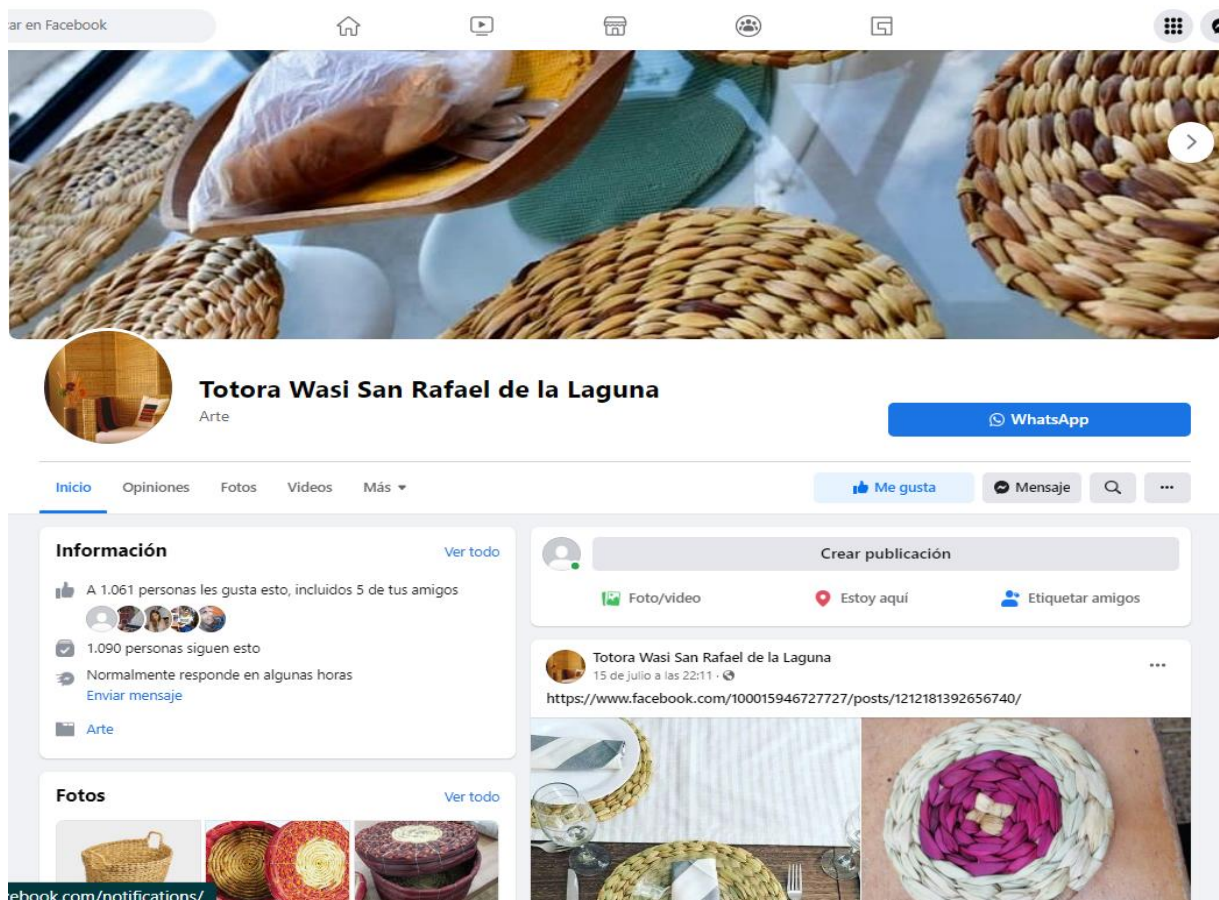 ar en Facebook
Totora Wasi San Rafael de la Laguna
Arte
WhatsApp
Inicio
Opiniones
Fotos
Videos
Más
Me gusta
Mensaje
Información
Ver todo
A 1.061 personas les gusta esto, incluidos 5 de tus amigos
1.090 personas siguen esto
Normalmente responde en algunas horas
Enviar mensaje
Arte
Fotos
Ver todo
Crear publicación
Foto/video
Estoy aquí
Etiquetar amigos
Totora Wasi San Rafael de la Laguna
15 de julio a las 22:11 ·
https://www.facebook.com/100015946727727/posts/1212181392656740/
ebook.com/notifications/